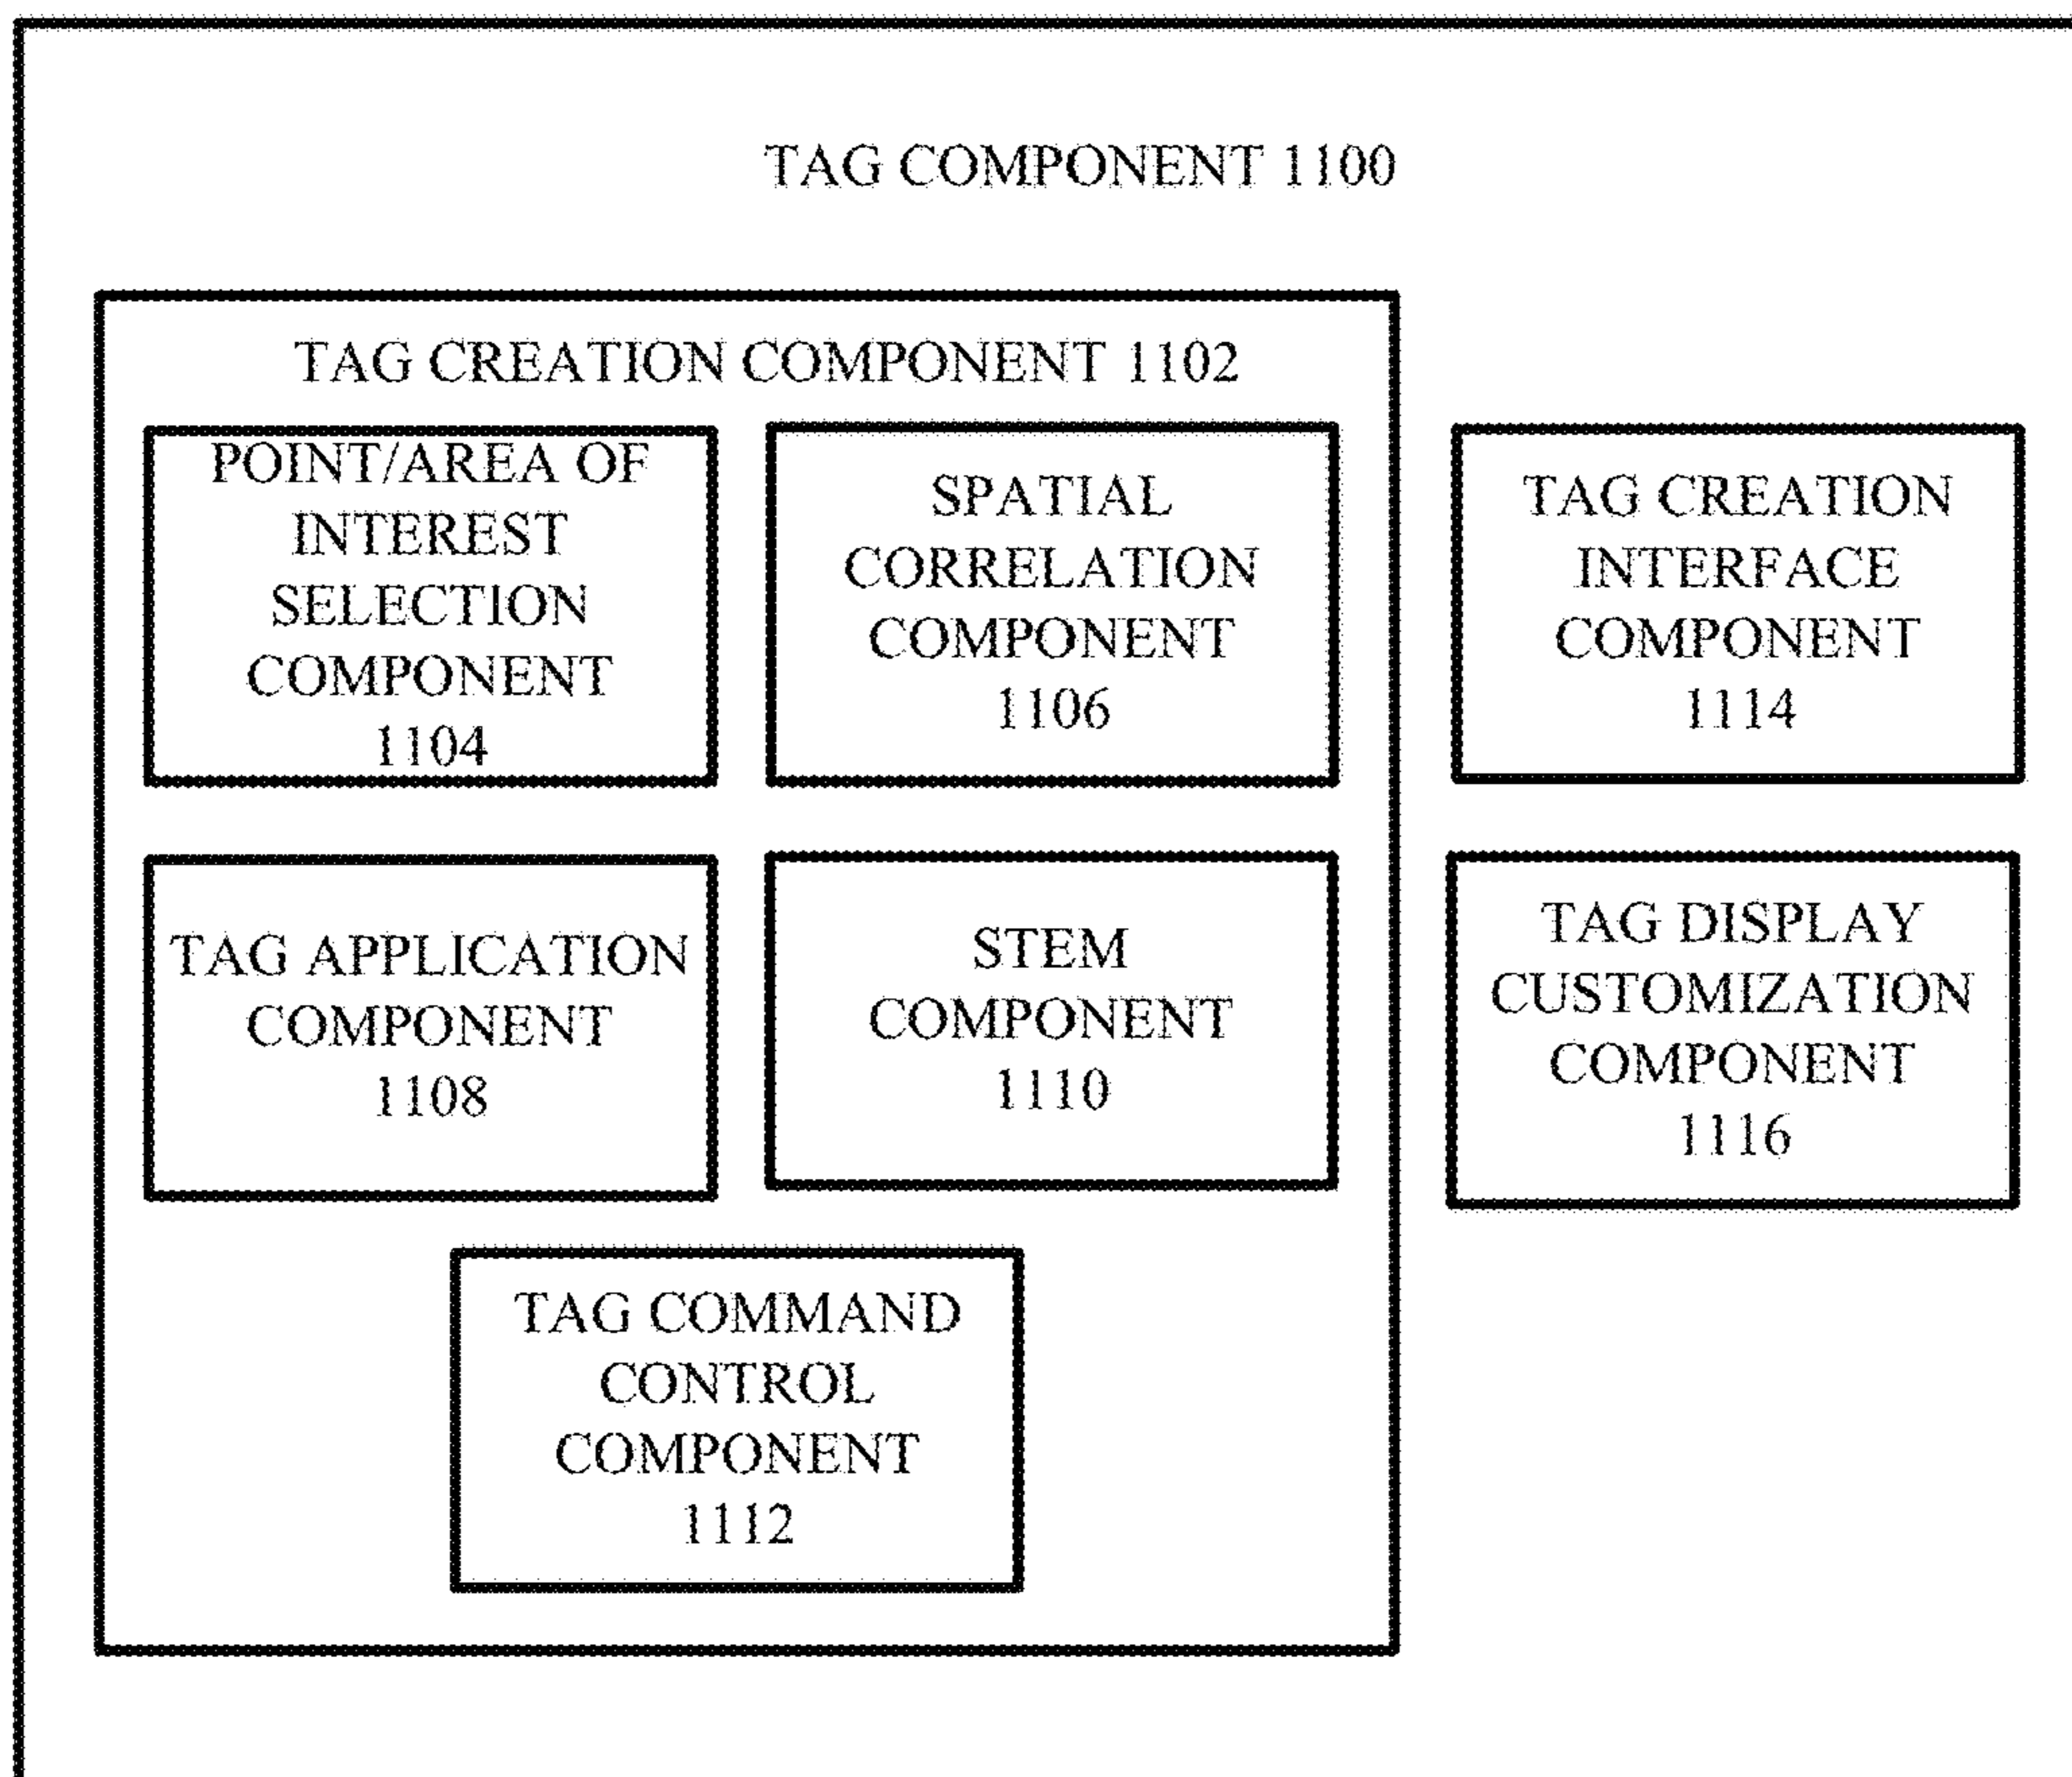 TAG COMPONENT 1100
TAG CREATION COMPONENT 1102
POINT/AREA OF
INTEREST
SELECTION
COMPONENT
1104
SPATIAL
CORRELATION
COMPONENT
1106
TAG CREATION
INTERFACE
COMPONENT
1114
TAG APPLICATION
COMPONENT
1108
STEM
COMPONENT
1110
TAG DISPLAY
CUSTOMIZATION
COMPONENT
1116
TAG COMMAND
CONTROL
COMPONENT
1112